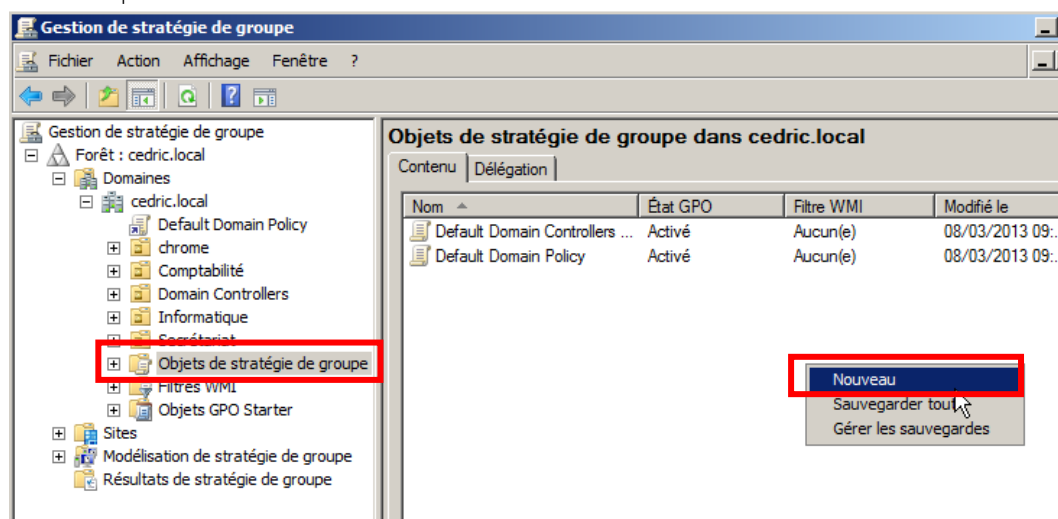 Gestion de stratégie de groupe
Fichier Action Affichage Fenêtre ?
Gestion de stratégie de groupe
Forêt : cedric.local
Domaines
cedric.local
Default Domain Policy
chrome
Comptabilité
Domain Controllers
Informatique
Secrétariat
Objets de stratégie de groupe
Filtres WMI
Objets GPO Starter
Sites
Modélisation de stratégie de groupe
Résultats de stratégie de groupe
Objets de stratégie de groupe dans cedric.local
Contenu Délégation
Nom État GPO Filtre WMI Modifié le
Default Domain Controllers ... Activé Aucun(e) 08/03/2013 09:..
Default Domain Policy Activé Aucun(e) 08/03/2013 09:..
Nouveau
Sauvegarder tout
Gérer les sauvegardes